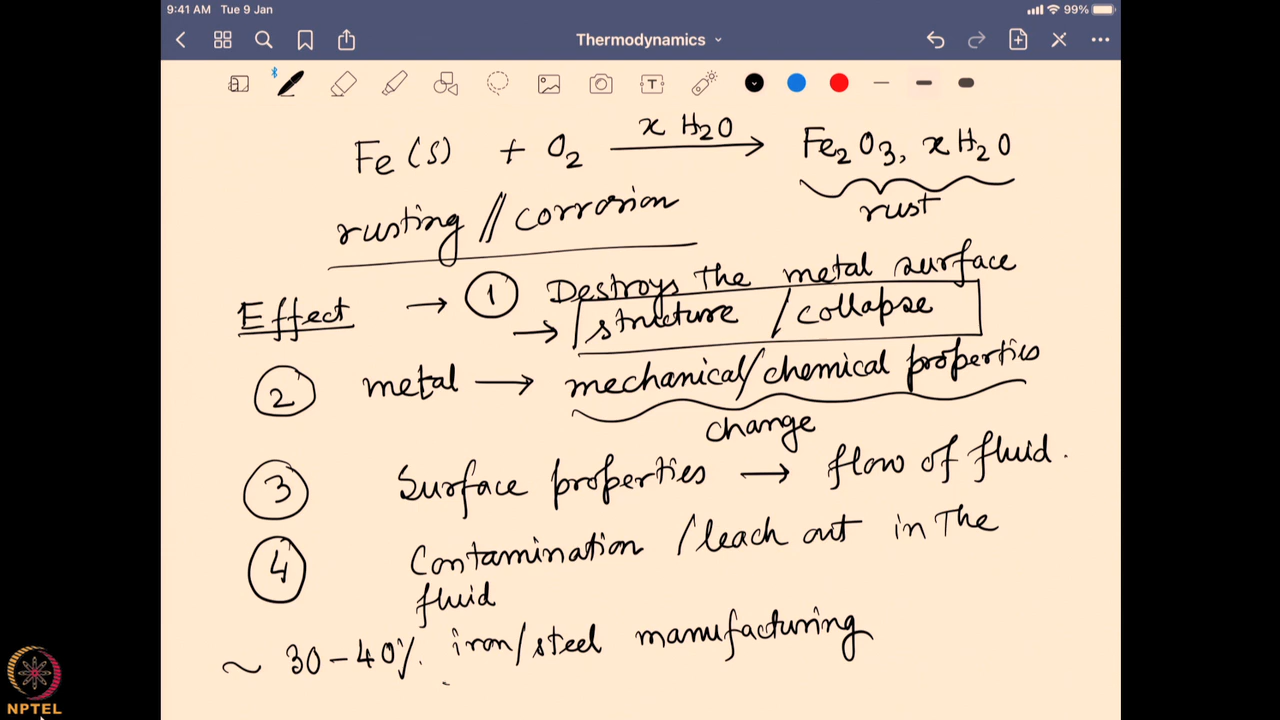 9:41 AM Tue 9 Jan 99%
Thermodynamics
T
Fe (s) + O2 x H2O → Fe2O3, x H2O
rust
rusting // corrosion
Effect → 1 Destroys the metal surface
→ structure / collapse
2 metal → mechanical/chemical properties
change
3 Surface properties → flow of fluid.
4 Contamination / leach out in the
fluid
~ 30-40% iron/steel manufacturing
NPTEL